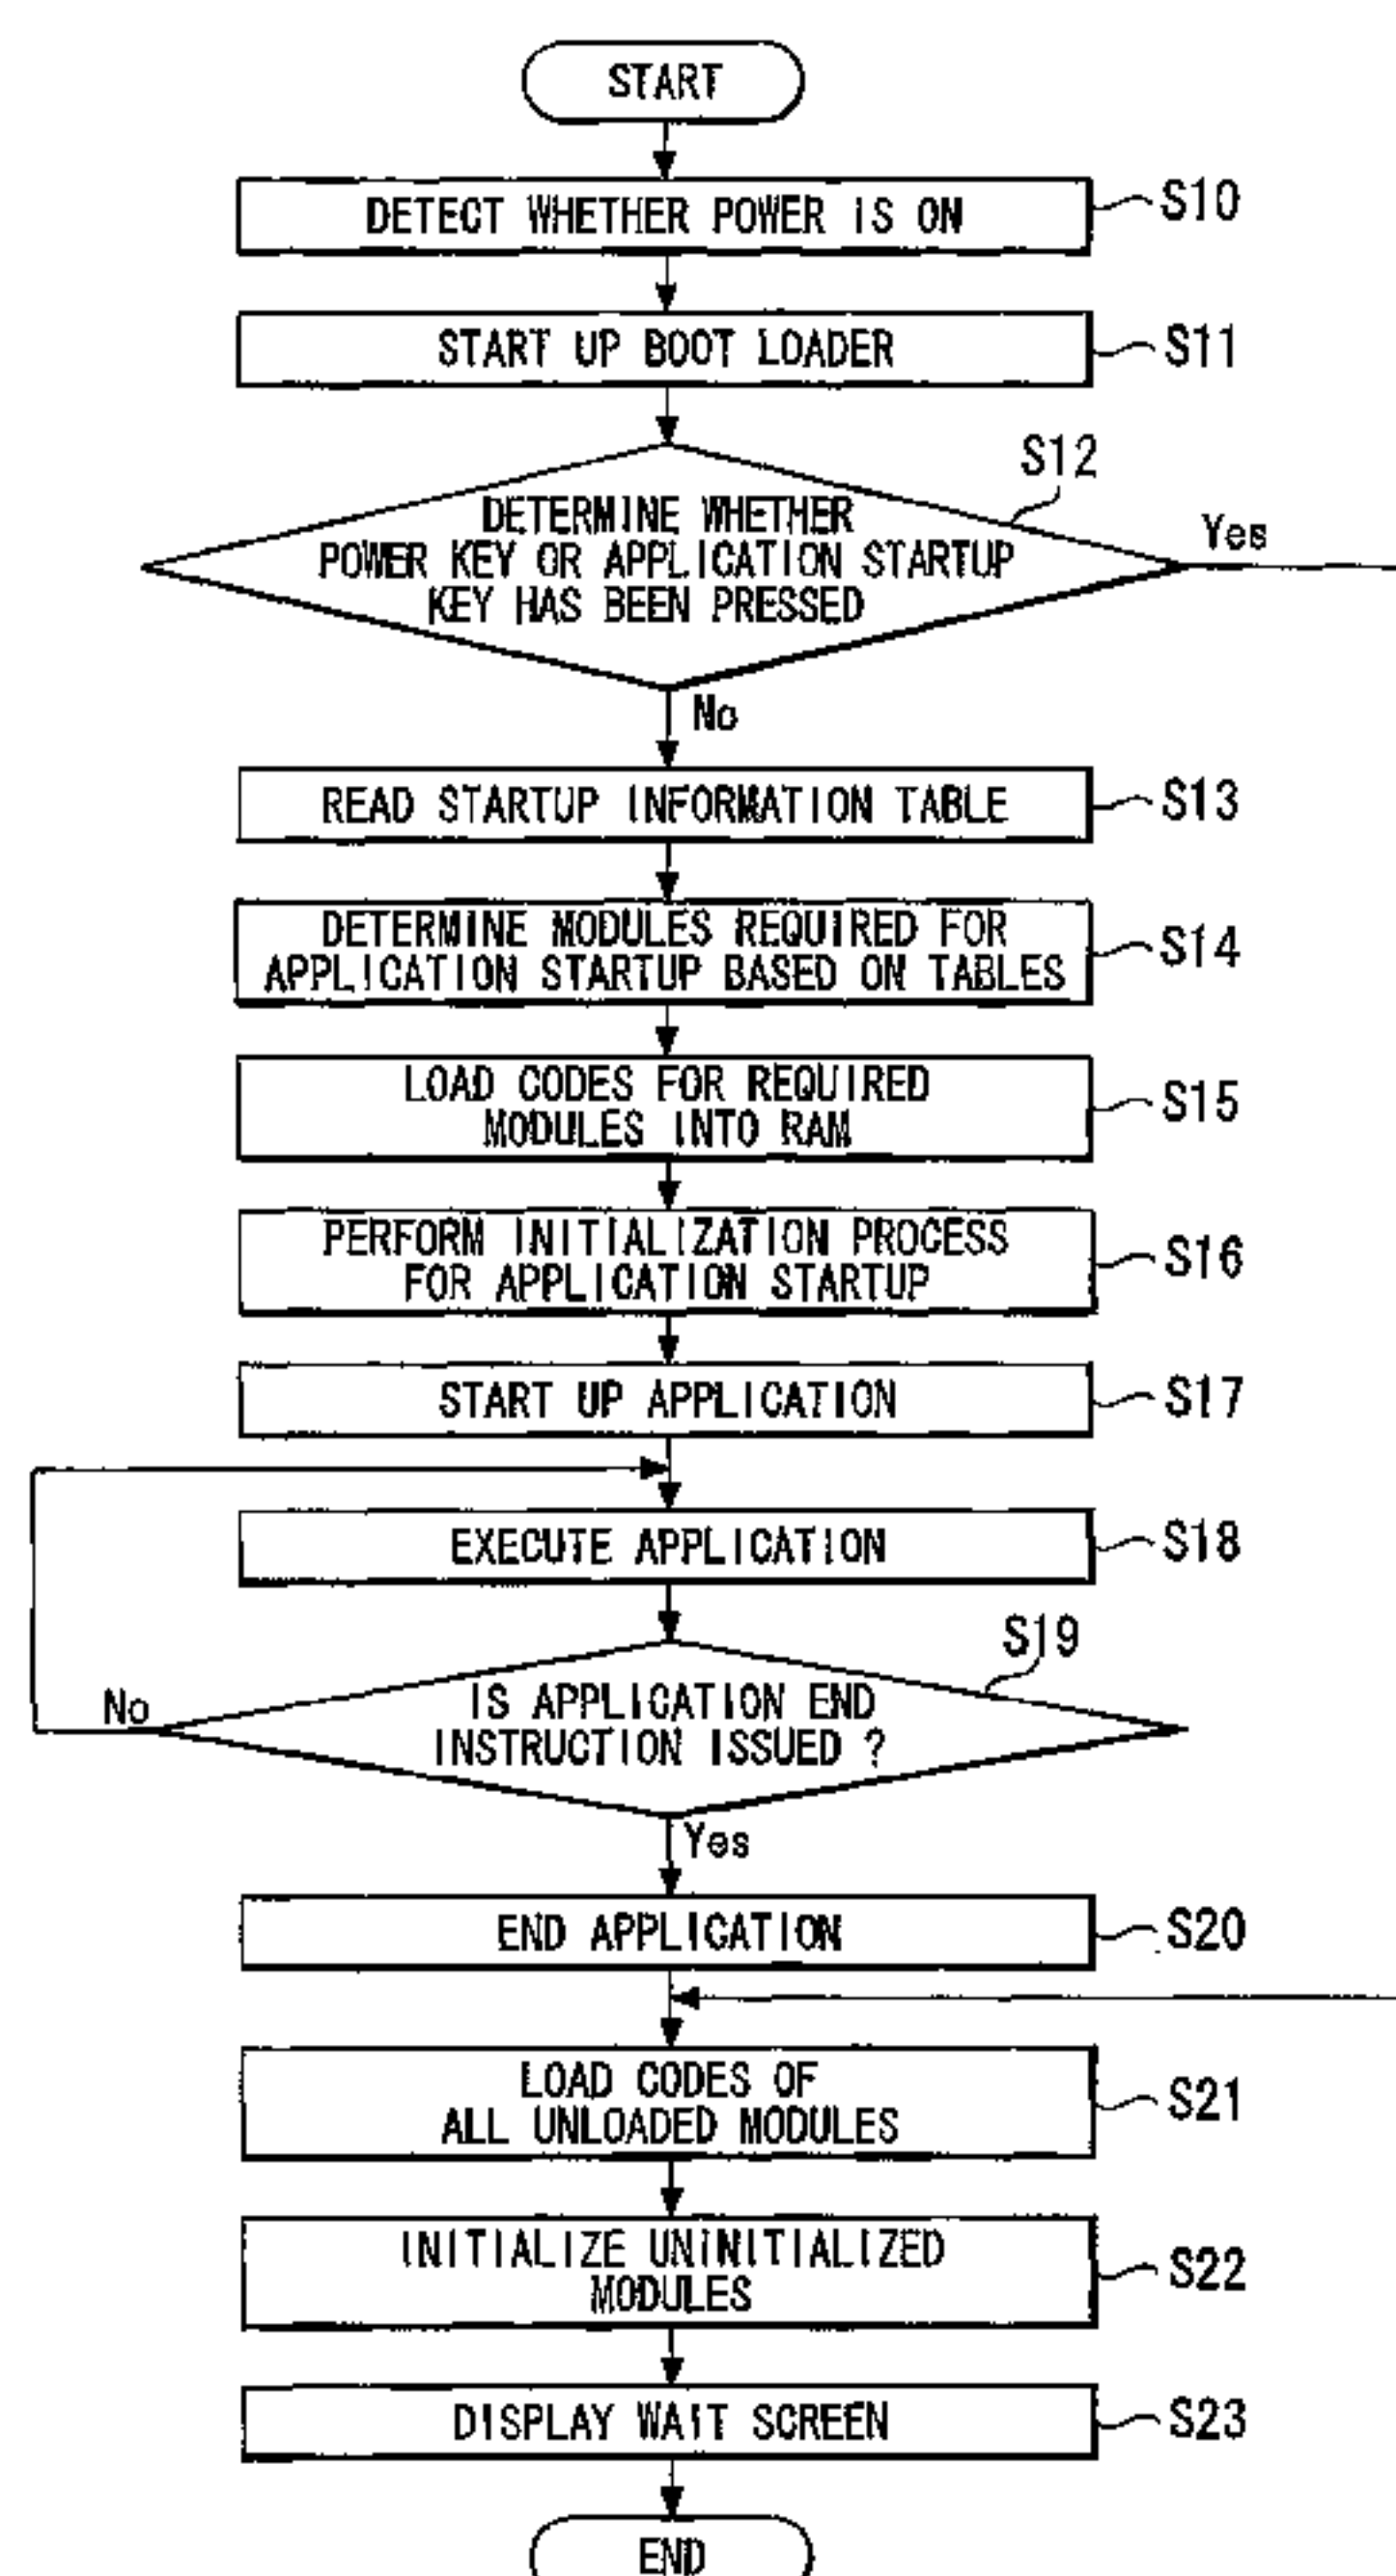 START
DETECT WHETHER POWER IS ON
S10
START UP BOOT LOADER
S11
S12
DETERMINE WHETHER
POWER KEY OR APPLICATION STARTUP
KEY HAS BEEN PRESSED
Yes
No
READ STARTUP INFORMATION TABLE
S13
DETERMINE MODULES REQUIRED FOR
APPLICATION STARTUP BASED ON TABLES
S14
LOAD CODES FOR REQUIRED
MODULES INTO RAM
S15
PERFORM INITIALIZATION PROCESS
FOR APPLICATION STARTUP
S16
START UP APPLICATION
S17
EXECUTE APPLICATION
S18
S19
IS APPLICATION END
INSTRUCTION ISSUED ?
No
Yes
END APPLICATION
S20
LOAD CODES OF
ALL UNLOADED MODULES
S21
INITIALIZE UNINITIALIZED
MODULES
S22
DISPLAY WAIT SCREEN
S23
END